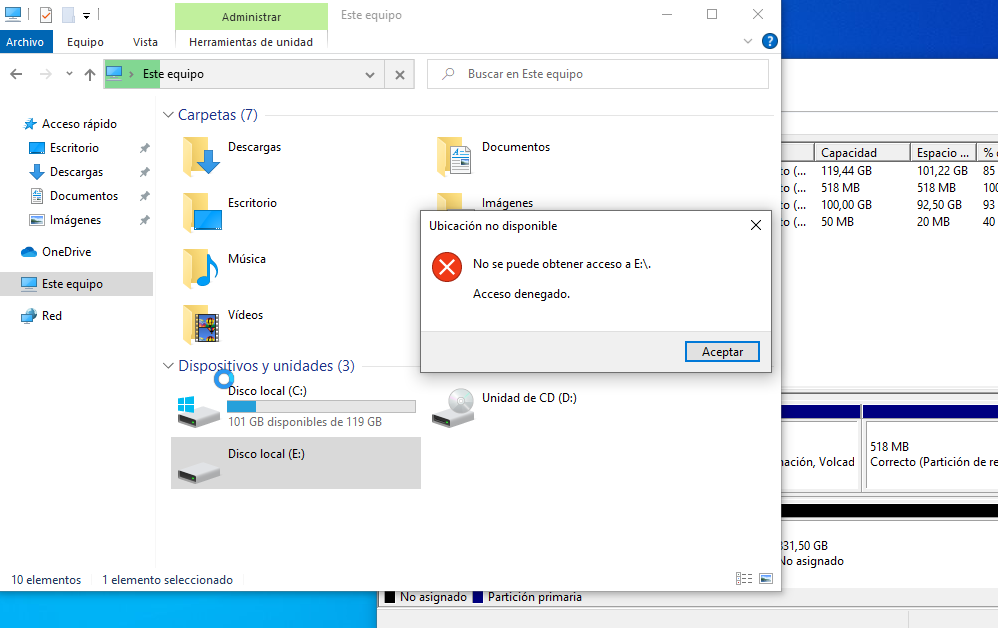 Administrar
Este equipo
Archivo
Equipo
Vista
Herramientas de unidad
Este equipo
Buscar en Este equipo
Acceso rápido
Escritorio
Descargas
Documentos
Imágenes
OneDrive
Este equipo
Red
Carpetas (7)
Descargas
Documentos
Escritorio
Imágenes
Música
Vídeos
Dispositivos y unidades (3)
Disco local (C:)
101 GB disponibles de 119 GB
Unidad de CD (D:)
Disco local (E:)
10 elementos
1 elemento seleccionado
Ubicación no disponible
No se puede obtener acceso a E:\.
Acceso denegado.
Aceptar
Capacidad Espacio ... %
to (... 119,44 GB 101,22 GB 85
to (... 518 MB 518 MB 100
to (... 100,00 GB 92,50 GB 93
to (... 50 MB 20 MB 40
nación, Volcad
518 MB
Correcto (Partición de re
831,50 GB
No asignado
No asignado
Partición primaria